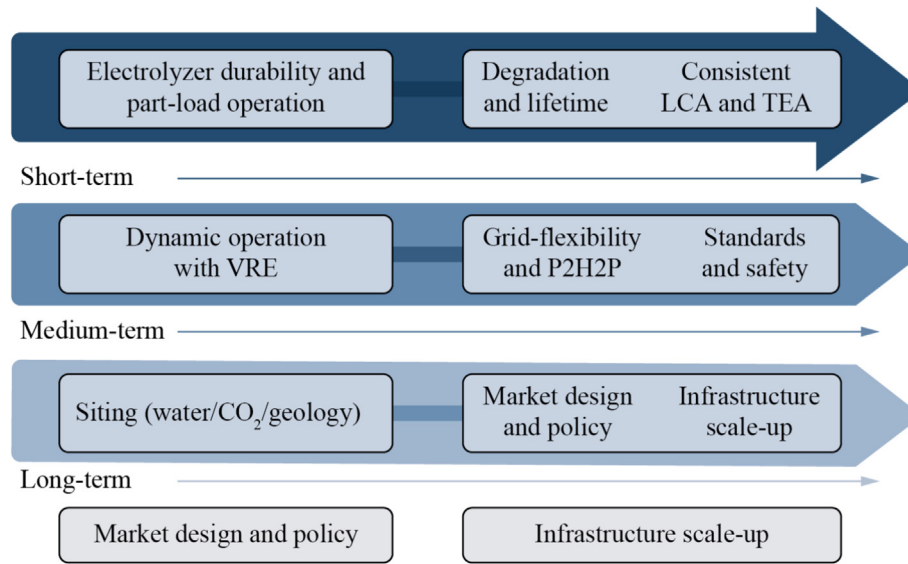 Electrolyzer durability and
part-load operation
Degradation
and lifetime
Consistent
LCA and TEA
Short-term
Dynamic operation
with VRE
Grid-flexibility
and P2H2P
Standards
and safety
Medium-term
Siting (water/CO₂/geology)
Market design
and policy
Infrastructure
scale-up
Long-term
Market design and policy
Infrastructure scale-up